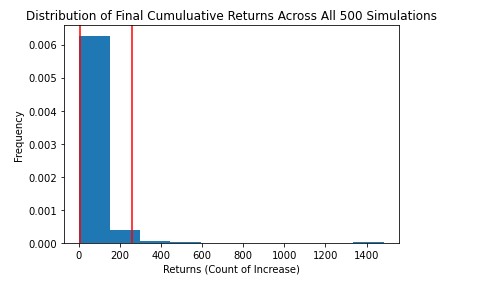 Distribution of Final Cumuluative Returns Across All 500 Simulations
Frequency
0.006
0.005
0.004
0.003
0.002
0.001
0.000
0 200 400 600 800 1000 1200 1400
Returns (Count of Increase)